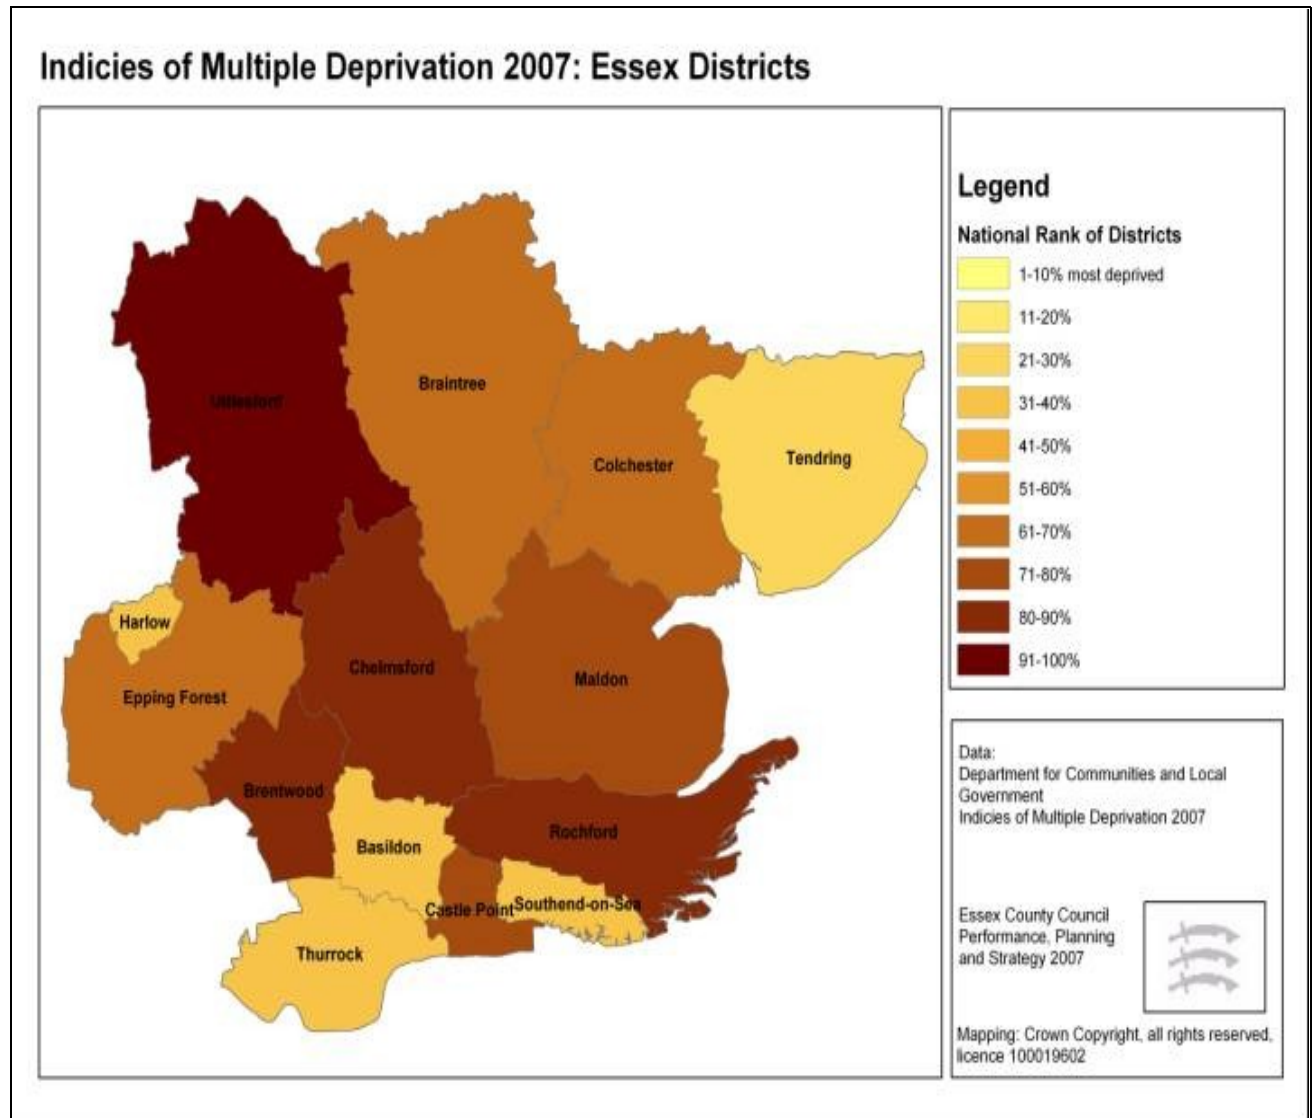 Indicies of Multiple Deprivation 2007: Essex Districts
Uttlesford
Braintree
Colchester
Tendring
Harlow
Epping Forest
Chelmsford
Maldon
Brentwood
Basildon
Rochford
Castle Point
Southend-on-Sea
Thurrock
Legend
National Rank of Districts
1-10% most deprived
11-20%
21-30%
31-40%
41-50%
51-60%
61-70%
71-80%
80-90%
91-100%
Data:
Department for Communities and Local
Government
Indicies of Multiple Deprivation 2007
Essex County Council
Performance, Planning
and Strategy 2007
Mapping: Crown Copyright, all rights reserved,
licence 100019602